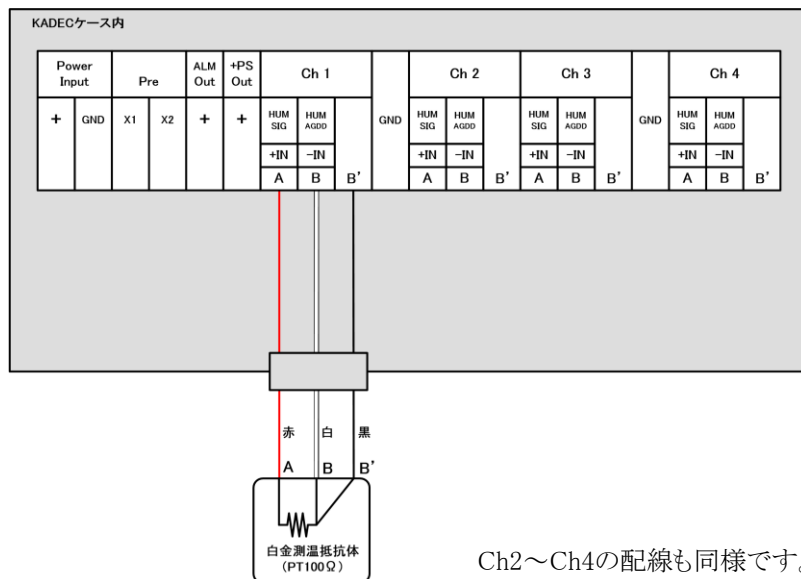 KADECケース内
Power Input Pre ALM Out +PS Out Ch 1 GND Ch 2 Ch 3 GND Ch 4
+ GND X1 X2 + + HUM SIG HUM AGDD HUM SIG HUM AGDD HUM SIG HUM AGDD HUM SIG HUM AGDD
+IN -IN +IN -IN +IN -IN +IN -IN
A B B' A B B' A B B' A B B'
赤 白 黒
A B B'
白金測温抵抗体
(PT100Ω)
Ch2~Ch4の配線も同様です。